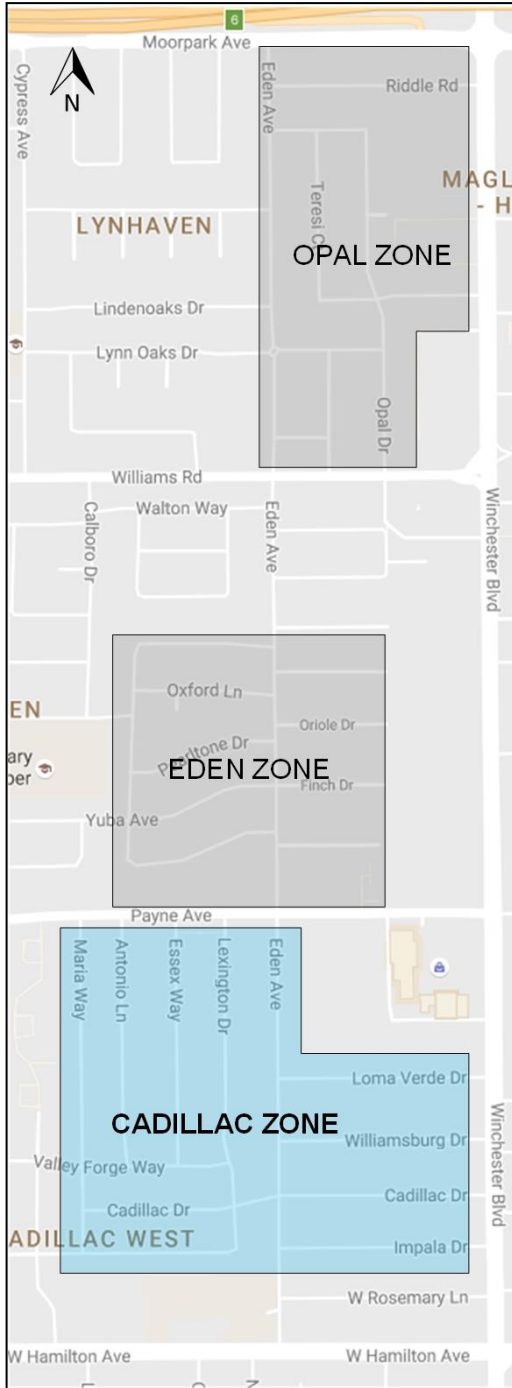 6
Moorpark Ave
N
Cypress Ave
Eden Ave
Riddle Rd
MAGL
- H
Teresi C
LYNHAVEN
OPAL ZONE
Lindenoaks Dr
Lynn Oaks Dr
Opal Dr
Williams Rd
Walton Way
Calboro Dr
Eden Ave
Winchester Blvd
Oxford Ln
EN
Oriole Dr
Pearltone Dr
ary
per
EDEN ZONE
Finch Dr
Yuba Ave
Payne Ave
Maria Way
Antonio Ln
Essex Way
Lexington Dr
Eden Ave
Loma Verde Dr
CADILLAC ZONE
Williamsburg Dr
Winchester Blvd
Valley Forge Way
Cadillac Dr
Cadillac Dr
ADILLAC WEST
Impala Dr
W Rosemary Ln
W Hamilton Ave
W Hamilton Ave